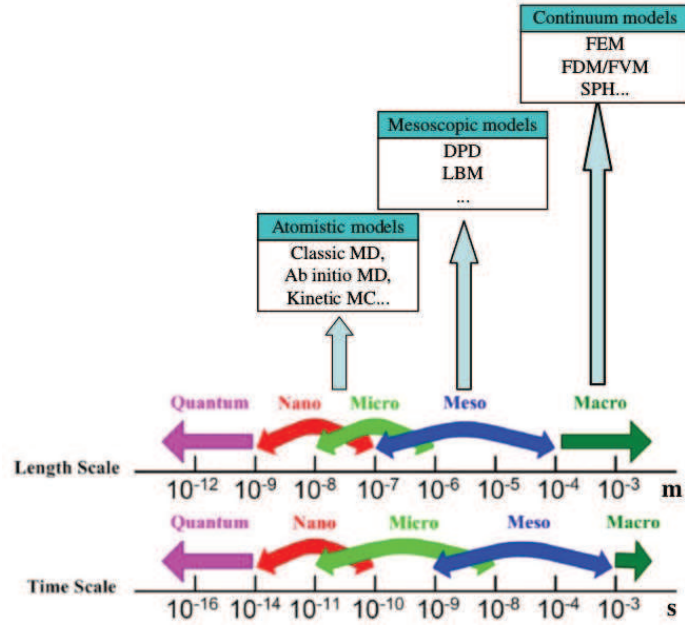 Continuum models
FEM
FDM/FVM
SPH...
Mesoscopic models
DPD
LBM
...
Atomistic models
Classic MD,
Ab initio MD,
Kinetic MC...
Quantum Nano Micro Meso Macro
Length Scale
10⁻¹² 10⁻⁹ 10⁻⁸ 10⁻⁷ 10⁻⁶ 10⁻⁵ 10⁻⁴ 10⁻³ m
Quantum Nano Micro Meso Macro
Time Scale
10⁻¹⁶ 10⁻¹⁴ 10⁻¹¹ 10⁻¹⁰ 10⁻⁹ 10⁻⁸ 10⁻⁴ 10⁻³ s